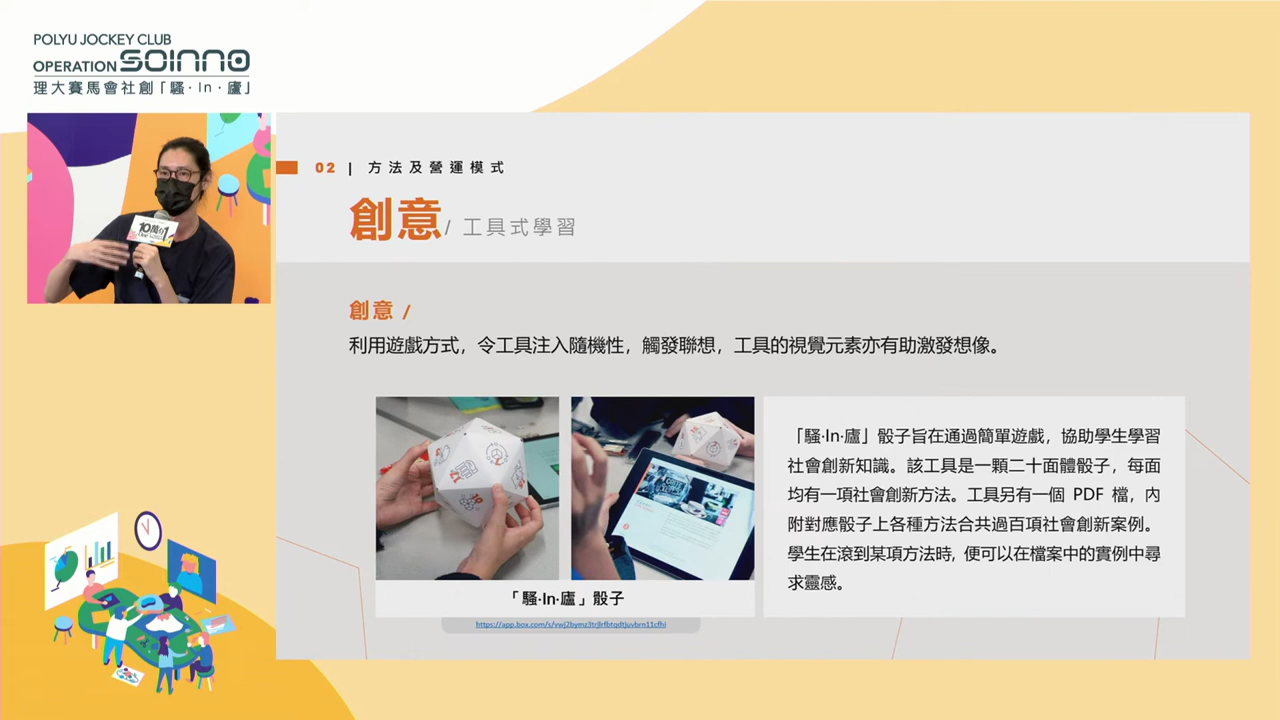 POLYU JOCKEY CLUB
OPERATION SOINNO
理大賽馬會社創「騷·In·廬」
02 | 方法及營運模式
創意/ 工具式學習
創意 /
利用遊戲方式，令工具注入隨機性，觸發聯想，工具的視覺元素亦有助激發想像。
「騷·In·廬」骰子旨在通過簡單遊戲，協助學生學習
社會創新知識。該工具是一顆二十面體骰子，每面
均有一項社會創新方法。工具另有一個 PDF 檔，內
附對應骰子上各種方法合共過百項社會創新案例。
學生在滾到某項方法時，便可以在檔案中的實例中尋
求靈感。
「騷·In·廬」骰子